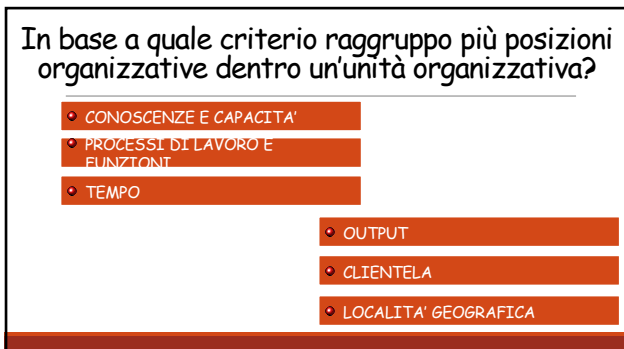 In base a quale criterio raggruppo più posizioni
organizzative dentro un'unità organizzativa?
CONOSCENZE E CAPACITA'
PROCESSI DI LAVORO E
FUNZIONI
TEMPO
OUTPUT
CLIENTELA
LOCALITA' GEOGRAFICA